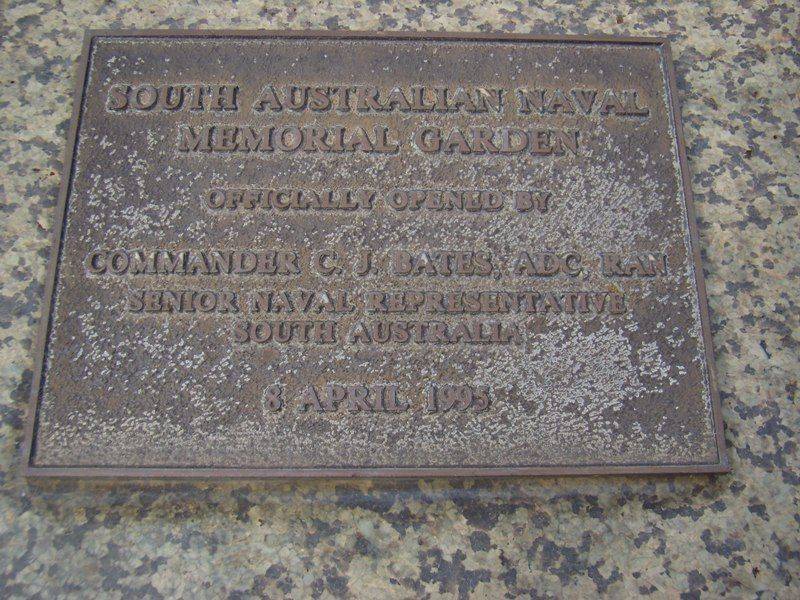 SOUTH AUSTRALIAN NAVAL
MEMORIAL GARDEN
OFFICIALLY OPENED BY
COMMANDER C. J. BATES, ADC, RAN
SENIOR NAVAL REPRESENTATIVE
SOUTH AUSTRALIA
8 APRIL 1995